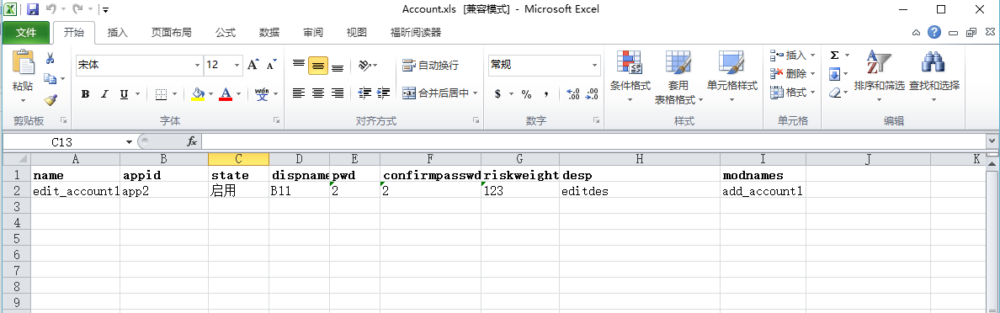 Account.xls [兼容模式] - Microsoft Excel
文件 开始 插入 页面布局 公式 数据 审阅 视图 福昕阅读器
粘贴
剪贴板
宋体 12
B I U A wén
字体
自动换行
合并后居中
对齐方式
常规
$ % ,
数字
条件格式 套用 表格格式 单元格样式
样式
插入
删除
格式
单元格
Σ
排序和筛选 查找和选择
编辑
C13 fx
A B C D E F G H I J K
1 name appid state dispname pwd confirmpasswd riskweight desp modnames
2 edit_account1 app2 启用 B11 2 2 123 editdes add_account1
3
4
5
6
7
8
9